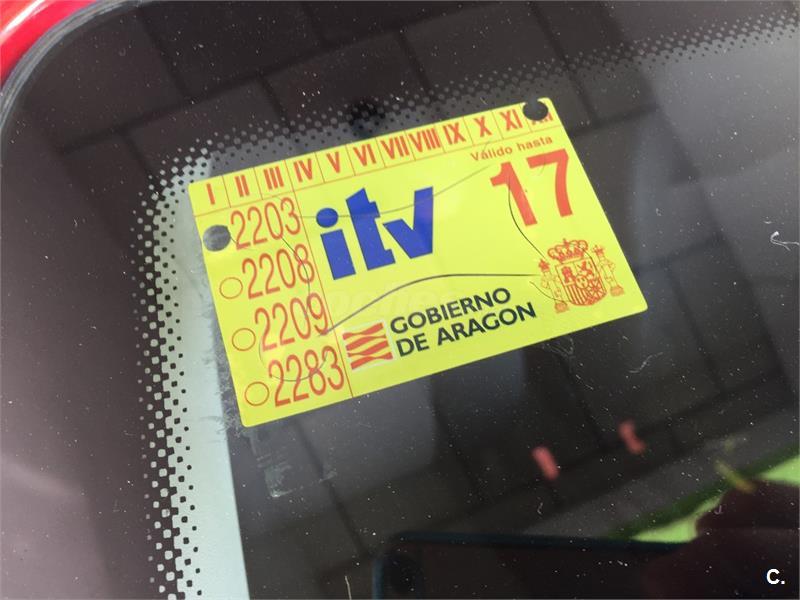 I II III IV V VI VII VIII IX X XI
Válido hasta
17
2203
2208
2209
2283
itv
GOBIERNO
DE ARAGON
C.